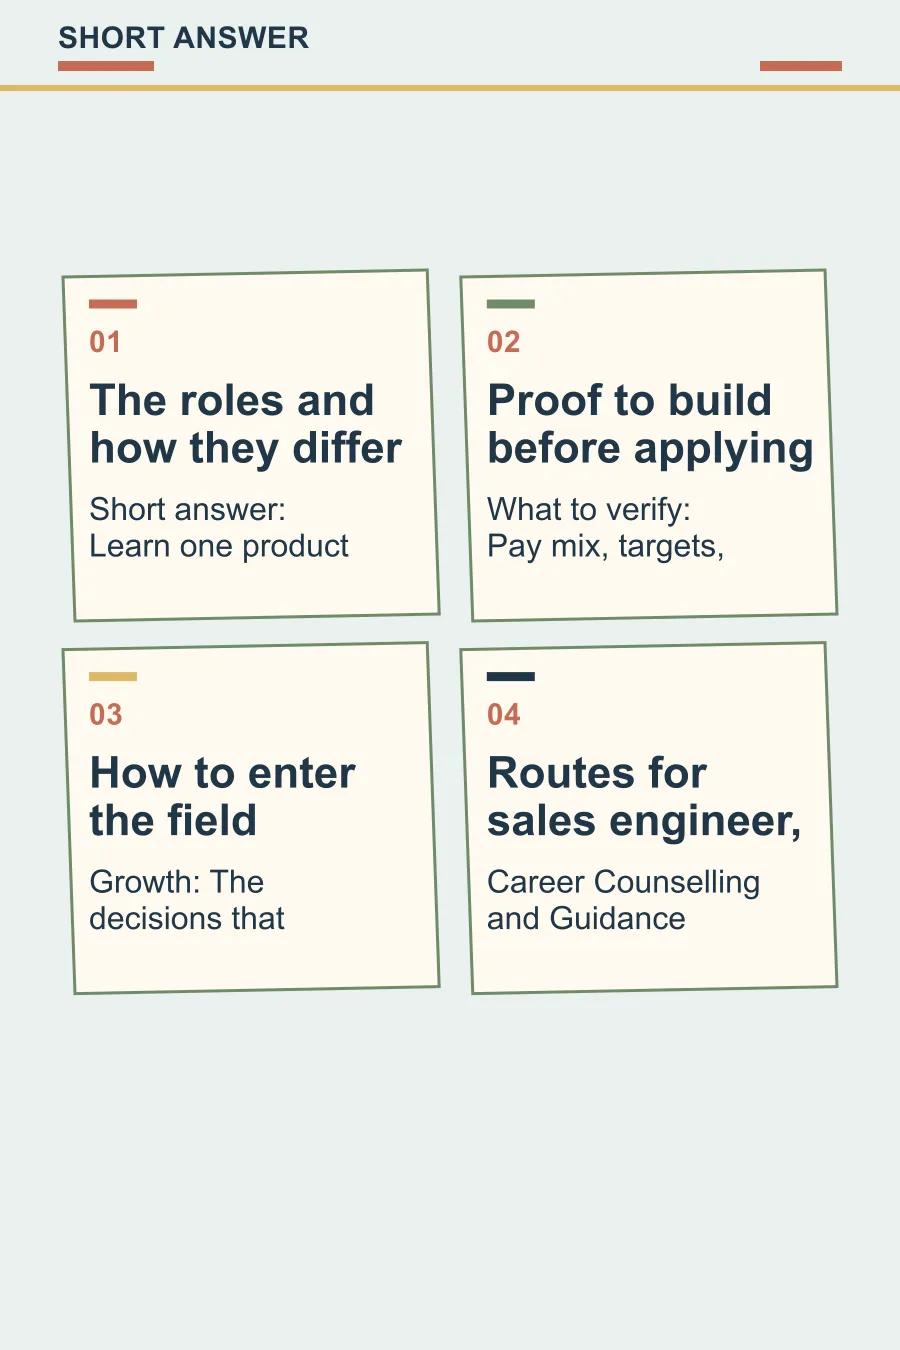 SHORT ANSWER
01
The roles and
how they differ
Short answer:
Learn one product
02
Proof to build
before applying
What to verify:
Pay mix, targets,
03
How to enter
the field
Growth: The
decisions that
04
Routes for
sales engineer,
Career Counselling
and Guidance